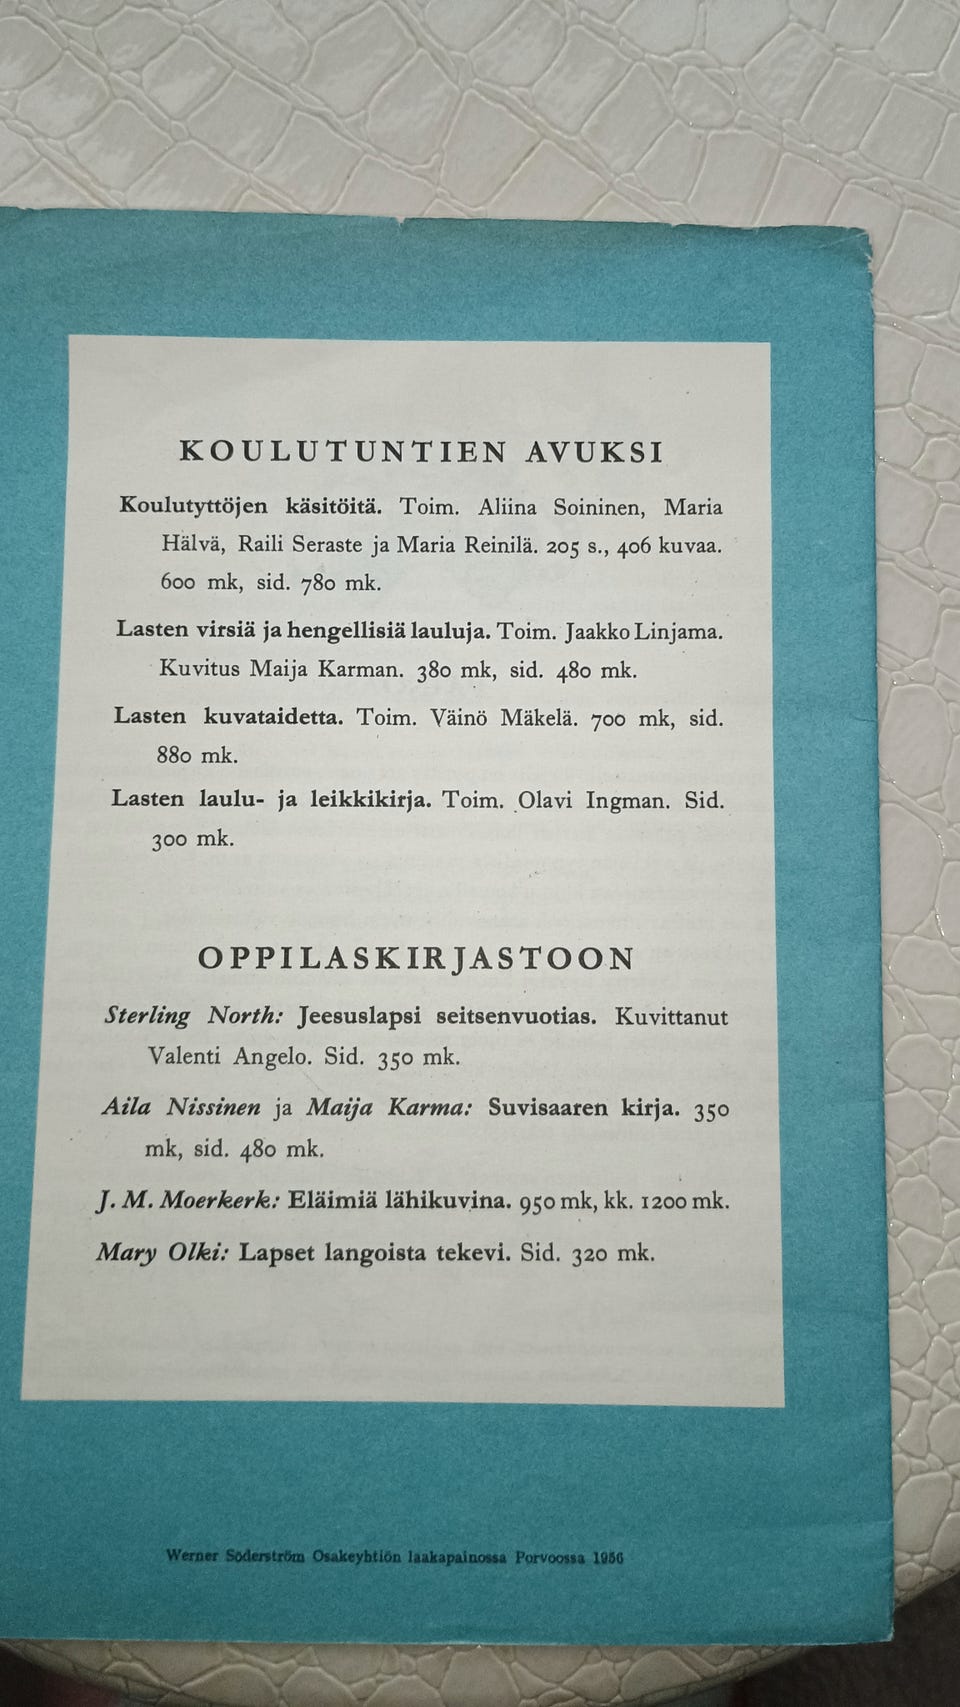 KOULUTUNTIEN AVUKSI
Koulutyttöjen käsitöitä. Toim. Aliina Soininen, Maria
Hälvä, Raili Seraste ja Maria Reinilä. 205 s., 406 kuvaa.
600 mk, sid. 780 mk.
Lasten virsiä ja hengellisiä lauluja. Toim. Jaakko Linjama.
Kuvitus Maija Karman. 380 mk, sid. 480 mk.
Lasten kuvataidetta. Toim. Väinö Mäkelä. 700 mk, sid.
880 mk.
Lasten laulu- ja leikkikirja. Toim. Olavi Ingman. Sid.
300 mk.
OPPILASKIRJASTOON
Sterling North: Jeesuslapsi seitsenvuotias. Kuvittanut
Valenti Angelo. Sid. 350 mk.
Aila Nissinen ja Maija Karma: Suvisaaren kirja. 350
mk, sid. 480 mk.
J. M. Moerkerk: Eläimiä lähikuvina. 950 mk, kk. 1200 mk.
Mary Olki: Lapset langoista tekevi. Sid. 320 mk.
Werner Söderström Osakeyhtiön laakapainossa Porvoossa 1956